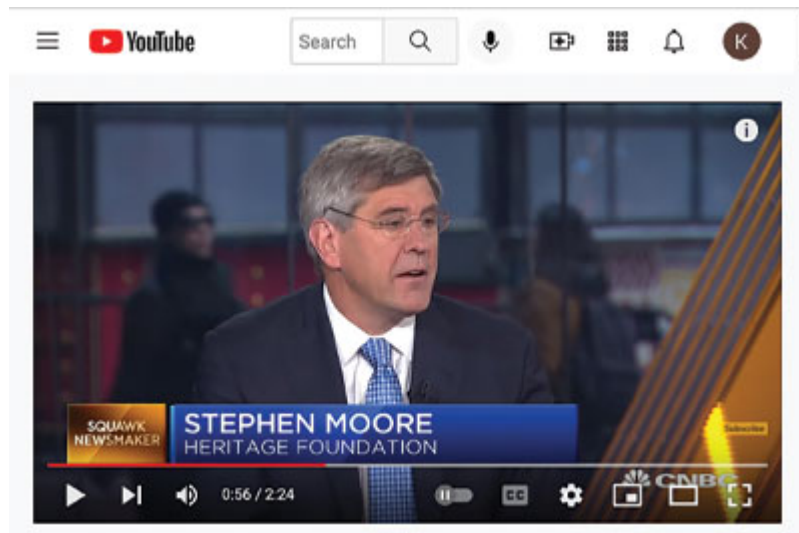 YouTube
Search
K
SQUAWK
NEWSMAKER
STEPHEN MOORE
HERITAGE FOUNDATION
Subscribe
0:56 / 2:24
CC
CNBC